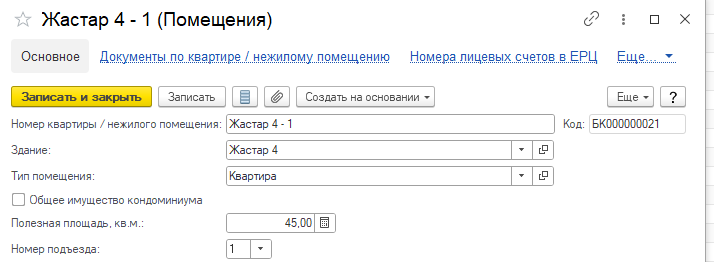 Жастар 4 - 1 (Помещения)
Основное Документы по квартире / нежилому помещению Номера лицевых счетов в ЕРЦ Еще...
Записать и закрыть Записать Создать на основании Еще ?
Номер квартиры / нежилого помещения: Жастар 4 - 1 Код: БК000000021
Здание: Жастар 4
Тип помещения: Квартира
Общее имущество кондоминиума
Полезная площадь, кв.м.: 45,00
Номер подъезда: 1